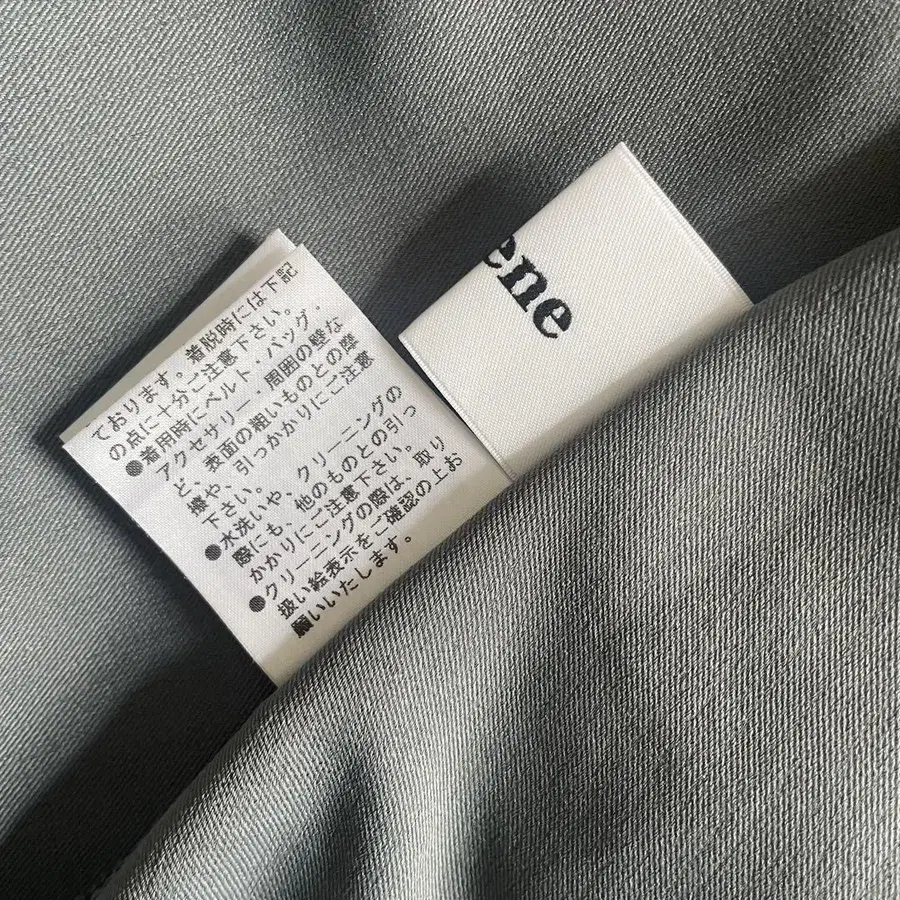 ております。着脱時には下記
の点に十分ご注意下さい。
●着用時にベルト・バッグ・
アクセサリー・周囲の壁な
ど、表面の粗いものとの摩
擦や、引っかかりにご注意
下さい。
●水洗いや、クリーニングの
際にも、他のものとの引っ
かかりにご注意下さい。
●クリーニングの際は、取り
扱い絵表示をご確認の上お
願いいたします。
ene